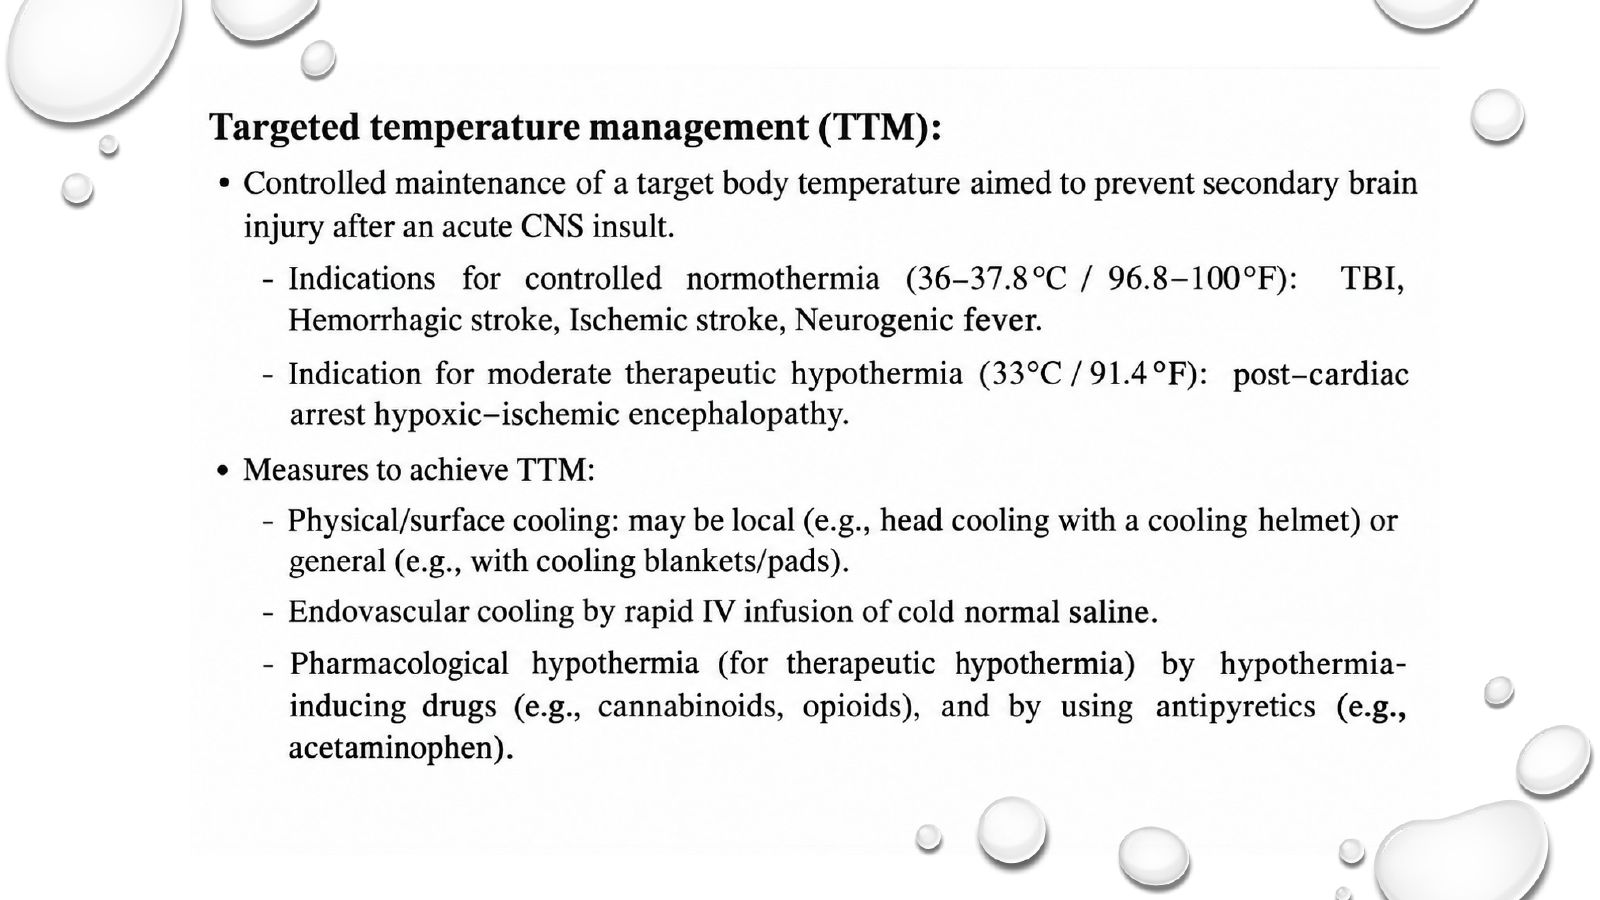 Targeted temperature management (TTM):
• Controlled maintenance of a target body temperature aimed to prevent secondary brain
injury after an acute CNS insult.
- Indications for controlled normothermia (36–37.8°C / 96.8–100°F): TBI,
Hemorrhagic stroke, Ischemic stroke, Neurogenic fever.
- Indication for moderate therapeutic hypothermia (33°C / 91.4°F): post–cardiac
arrest hypoxic–ischemic encephalopathy.
• Measures to achieve TTM:
- Physical/surface cooling: may be local (e.g., head cooling with a cooling helmet) or
general (e.g., with cooling blankets/pads).
- Endovascular cooling by rapid IV infusion of cold normal saline.
- Pharmacological hypothermia (for therapeutic hypothermia) by hypothermia-
inducing drugs (e.g., cannabinoids, opioids), and by using antipyretics (e.g.,
acetaminophen).